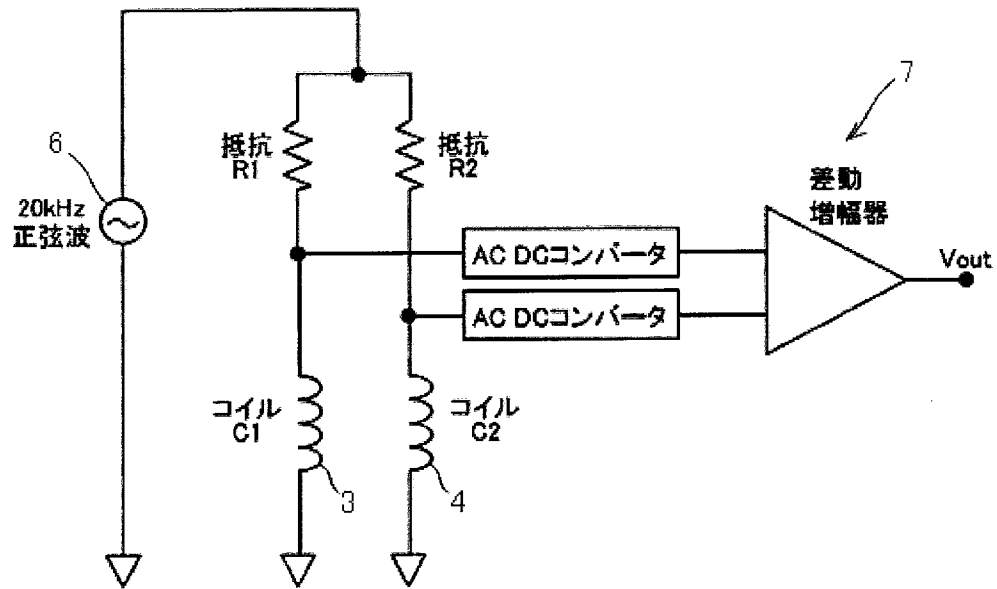 7
6
抵抗
R1
抵抗
R2
差動
増幅器
20kHz
正弦波
AC DCコンバータ
Vout
AC DCコンバータ
コイル
C1
コイル
C2
3
4